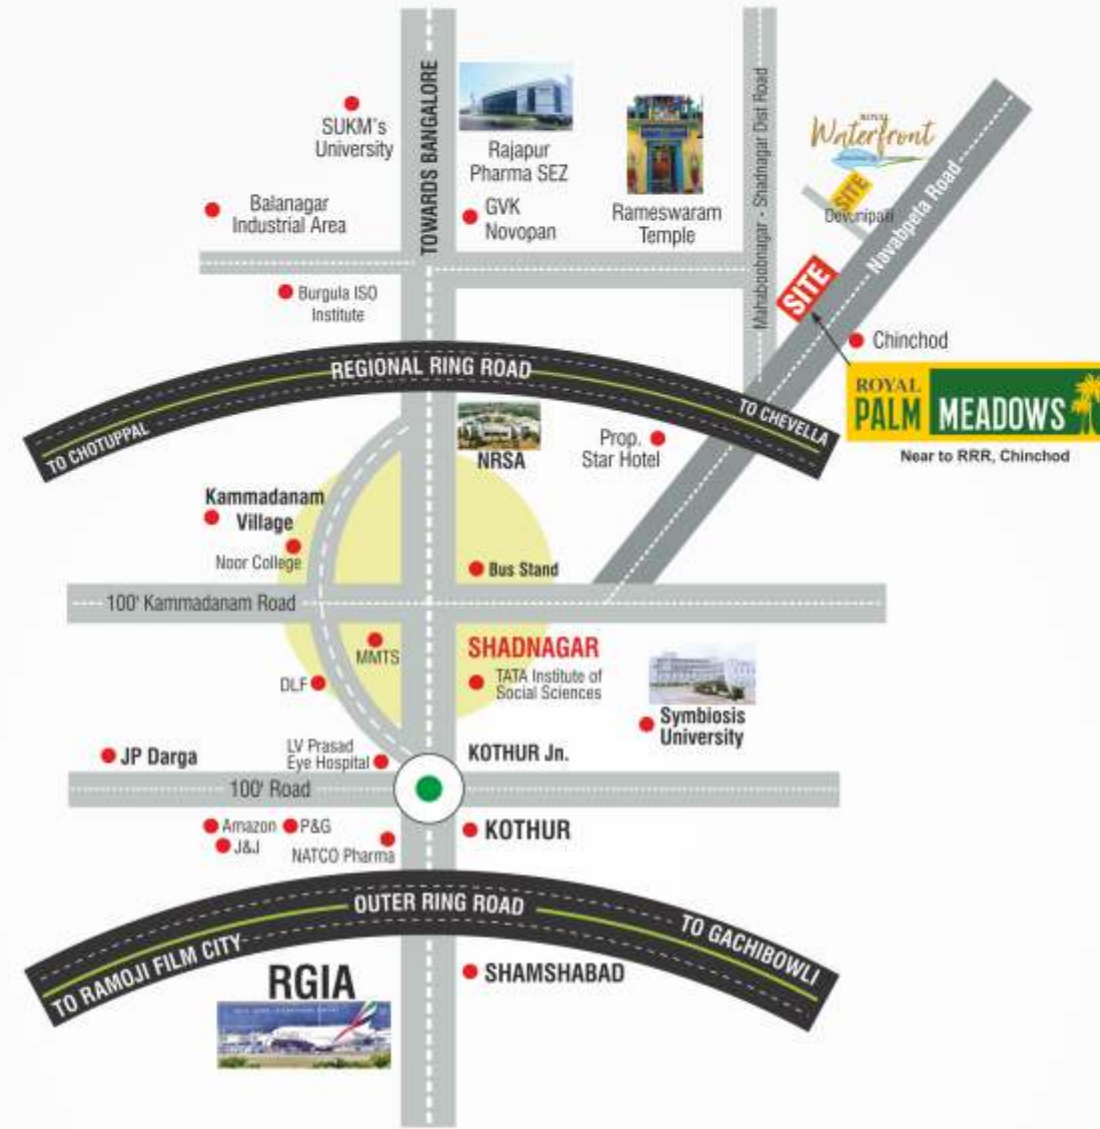 TOWARDS BANGALORE
SUKM's
University
Rajapur
Pharma SEZ
Balanagar
Industrial Area
GVK
Novopan
Rameswaram
Temple
Mahaboobnagar - Shadnagar Dist Road
ROYAL
Waterfront
SITE
Devunipalli
Navabpeta Road
SITE
Burgula ISO
Institute
Chinchod
REGIONAL RING ROAD
TO CHOTUPPAL
TO CHEVELLA
ROYAL
PALM MEADOWS
Near to RRR, Chinchod
NRSA
Prop.
Star Hotel
Kammadanam
Village
Noor College
Bus Stand
100' Kammadanam Road
MMTS
SHADNAGAR
DLF
TATA Institute of
Social Sciences
Symbiosis
University
JP Darga
LV Prasad
Eye Hospital
KOTHUR Jn.
100' Road
Amazon
P&G
J&J
NATCO Pharma
KOTHUR
OUTER RING ROAD
TO RAMOJI FILM CITY
TO GACHIBOWLI
RGIA
SHAMSHABAD